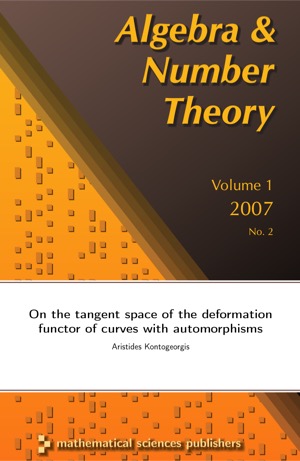 Algebra &
Number
Theory
Volume 1
2007
No. 2
On the tangent space of the deformation
functor of curves with automorphisms
Aristides Kontogeorgis
mathematical sciences publishers